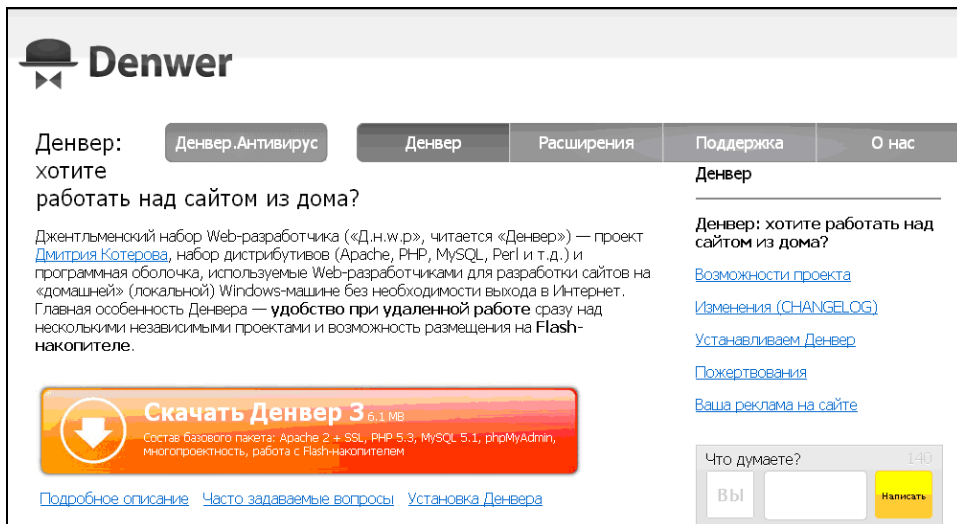 Denwer
Денвер.Антивирус
Денвер
Расширения
Поддержка
О нас
Денвер:
хотите
работать над сайтом из дома?
Джентльменский набор Web-разработчика («Д.н.w.р», читается «Денвер») — проект
Дмитрия Котерова, набор дистрибутивов (Apache, PHP, MySQL, Perl и т.д.) и
программная оболочка, используемые Web-разработчиками для разработки сайтов на
«домашней» (локальной) Windows-машине без необходимости выхода в Интернет.
Главная особенность Денвера — удобство при удаленной работе сразу над
несколькими независимыми проектами и возможность размещения на Flash-
накопителе.
Скачать Денвер 3 6.1 MB
Состав базового пакета: Apache 2 + SSL, PHP 5.3, MySQL 5.1, phpMyAdmin,
многопроектность, работа с Flash-накопителем
Подробное описание Часто задаваемые вопросы Установка Денвера
Денвер
Денвер: хотите работать над
сайтом из дома?
Возможности проекта
Изменения (CHANGELOG)
Устанавливаем Денвер
Пожертвования
Ваша реклама на сайте
Что думаете? 140
ВЫ
Написать